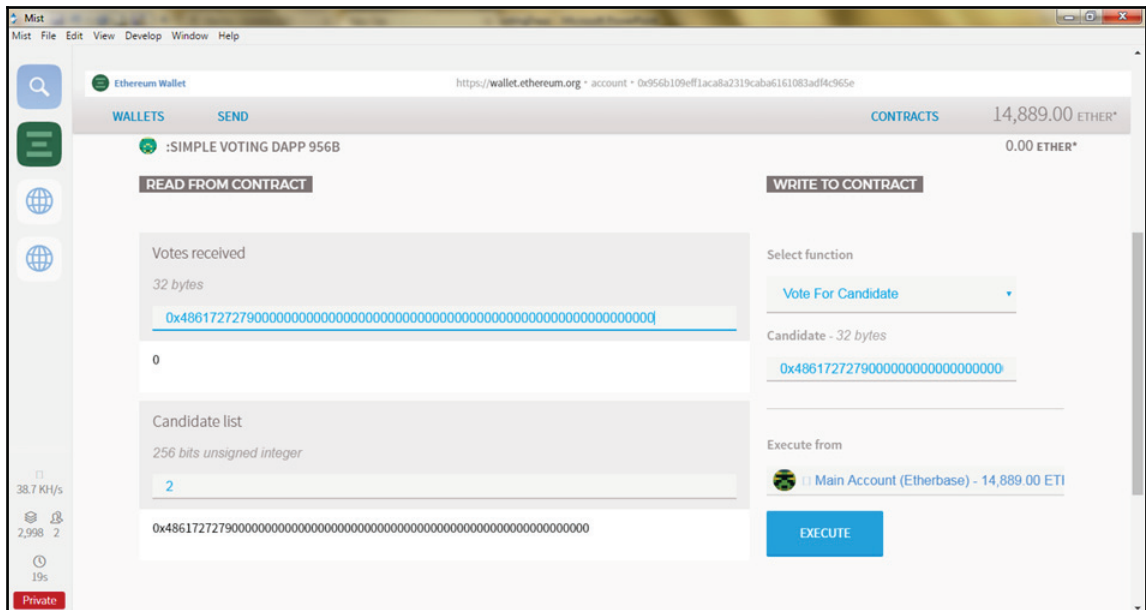 Mist
Mist File Edit View Develop Window Help
Ethereum Wallet
https://wallet.ethereum.org • account • 0x956b109eff1aca8a2319caba6161083adf4c965e
WALLETS SEND CONTRACTS 14,889.00 ETHER*
:SIMPLE VOTING DAPP 956B 0.00 ETHER*
READ FROM CONTRACT
Votes received
32 bytes
0x4861727279000000000000000000000000000000000000000000000000000000
0
Candidate list
256 bits unsigned integer
2
0x4861727279000000000000000000000000000000000000000000000000000000
WRITE TO CONTRACT
Select function
Vote For Candidate
Candidate - 32 bytes
0x4861727279000000000000000000
Execute from
Main Account (Etherbase) - 14,889.00 ETI
EXECUTE
38.7 KH/s
2,998 2
19s
Private